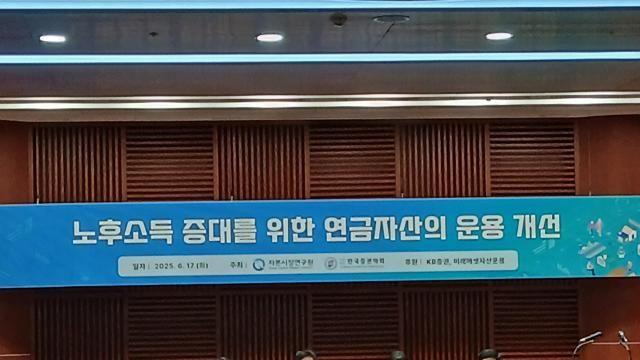 노후소득 증대를 위한 연금자산의 운용 개선
일자 | 2025. 6. 17.(화) 주최 | 자본시장연구원 한국증권학회 후원 | KB증권, 미래에셋자산운용